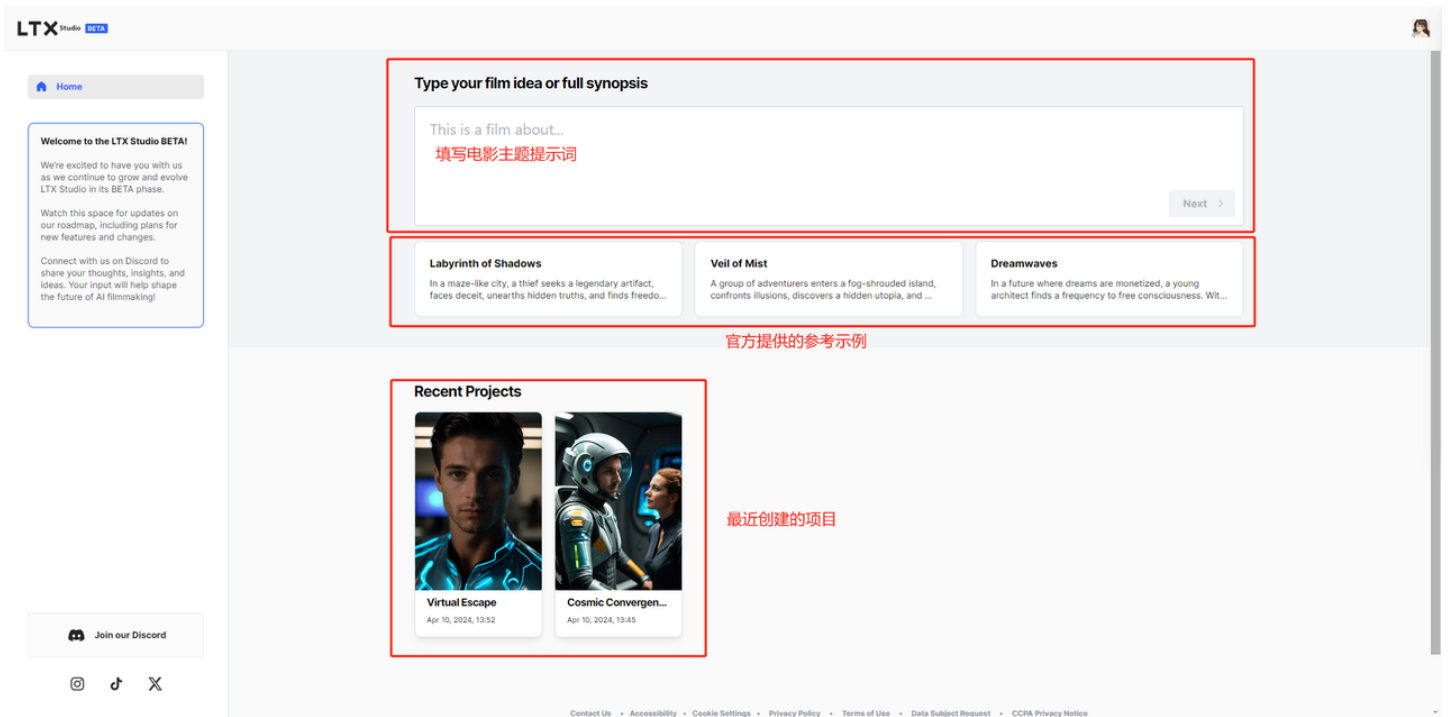 LTX Studio BETA
Home
Welcome to the LTX Studio BETA!
We're excited to have you with us
as we continue to grow and evolve
LTX Studio in its BETA phase.
Watch this space for updates on
our roadmap, including plans for
new features and changes.
Connect with us on Discord to
share your thoughts, insights, and
ideas. Your input will help shape
the future of AI filmmaking!
Join our Discord
Type your film idea or full synopsis
This is a film about...
填写电影主题提示词
Next
Labyrinth of Shadows
In a maze-like city, a thief seeks a legendary artifact,
faces deceit, unearths hidden truths, and finds freedo...
Veil of Mist
A group of adventurers enters a fog-shrouded island,
confronts illusions, discovers a hidden utopia, and ...
Dreamwaves
In a future where dreams are monetized, a young
architect finds a frequency to free consciousness. Wit...
官方提供的参考示例
Recent Projects
Virtual Escape
Apr 10, 2024, 13:52
Cosmic Convergen...
Apr 10, 2024, 13:45
最近创建的项目
Contact Us • Accessibility • Cookie Settings • Privacy Policy • Terms of Use • Data Subject Request • CCPA Privacy Notice